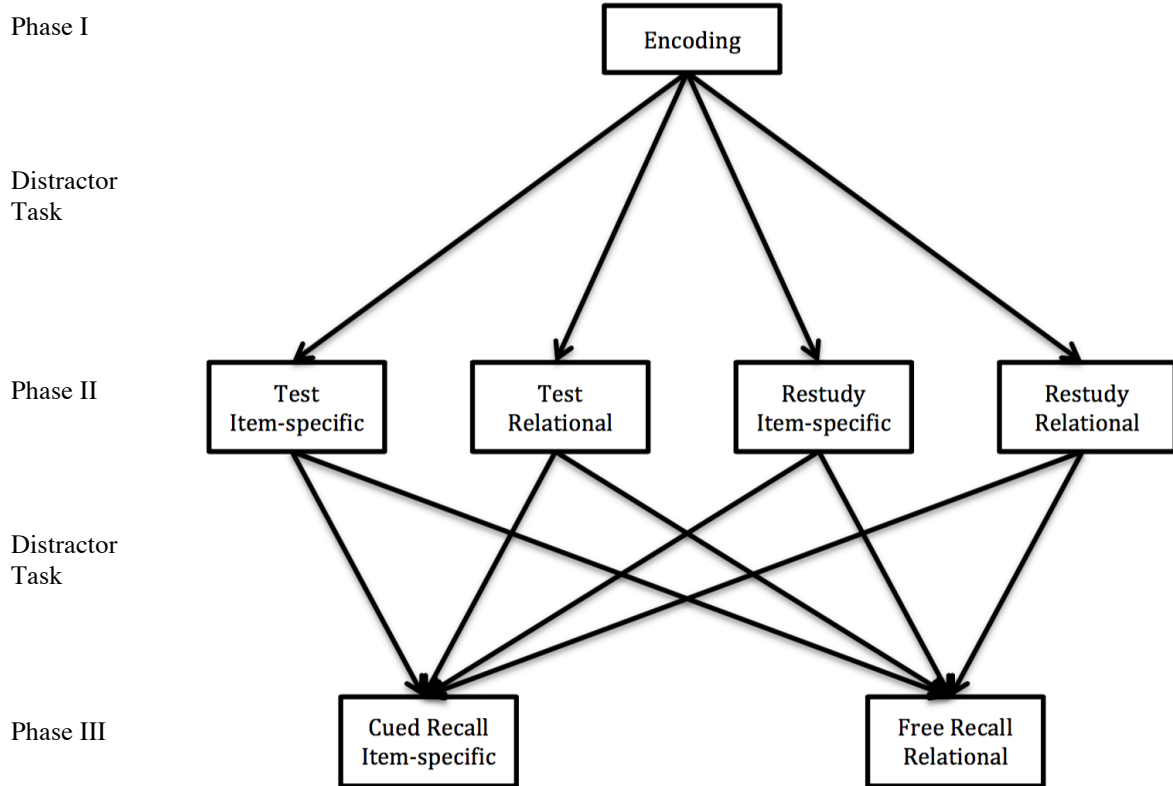 Phase I
Encoding
Distractor
Task
Phase II
Test
Item-specific
Test
Relational
Restudy
Item-specific
Restudy
Relational
Distractor
Task
Phase III
Cued Recall
Item-specific
Free Recall
Relational